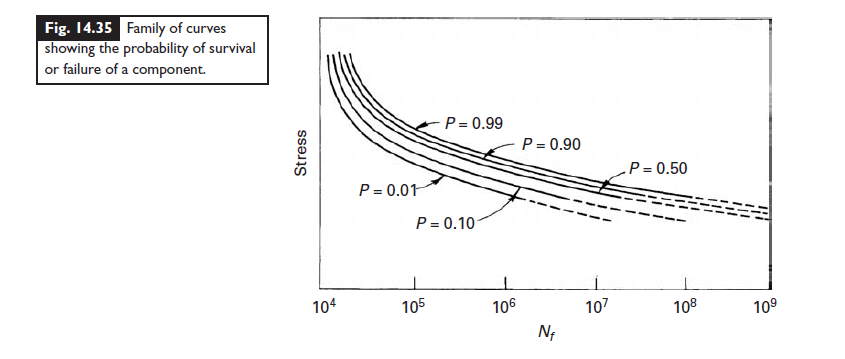 Fig. 14.35 Family of curves
showing the probability of survival
or failure of a component.
Stress
P = 0.99
P = 0.90
P = 0.50
P = 0.01
P = 0.10
10⁴ 10⁵ 10⁶ 10⁷ 10⁸ 10⁹
N_f